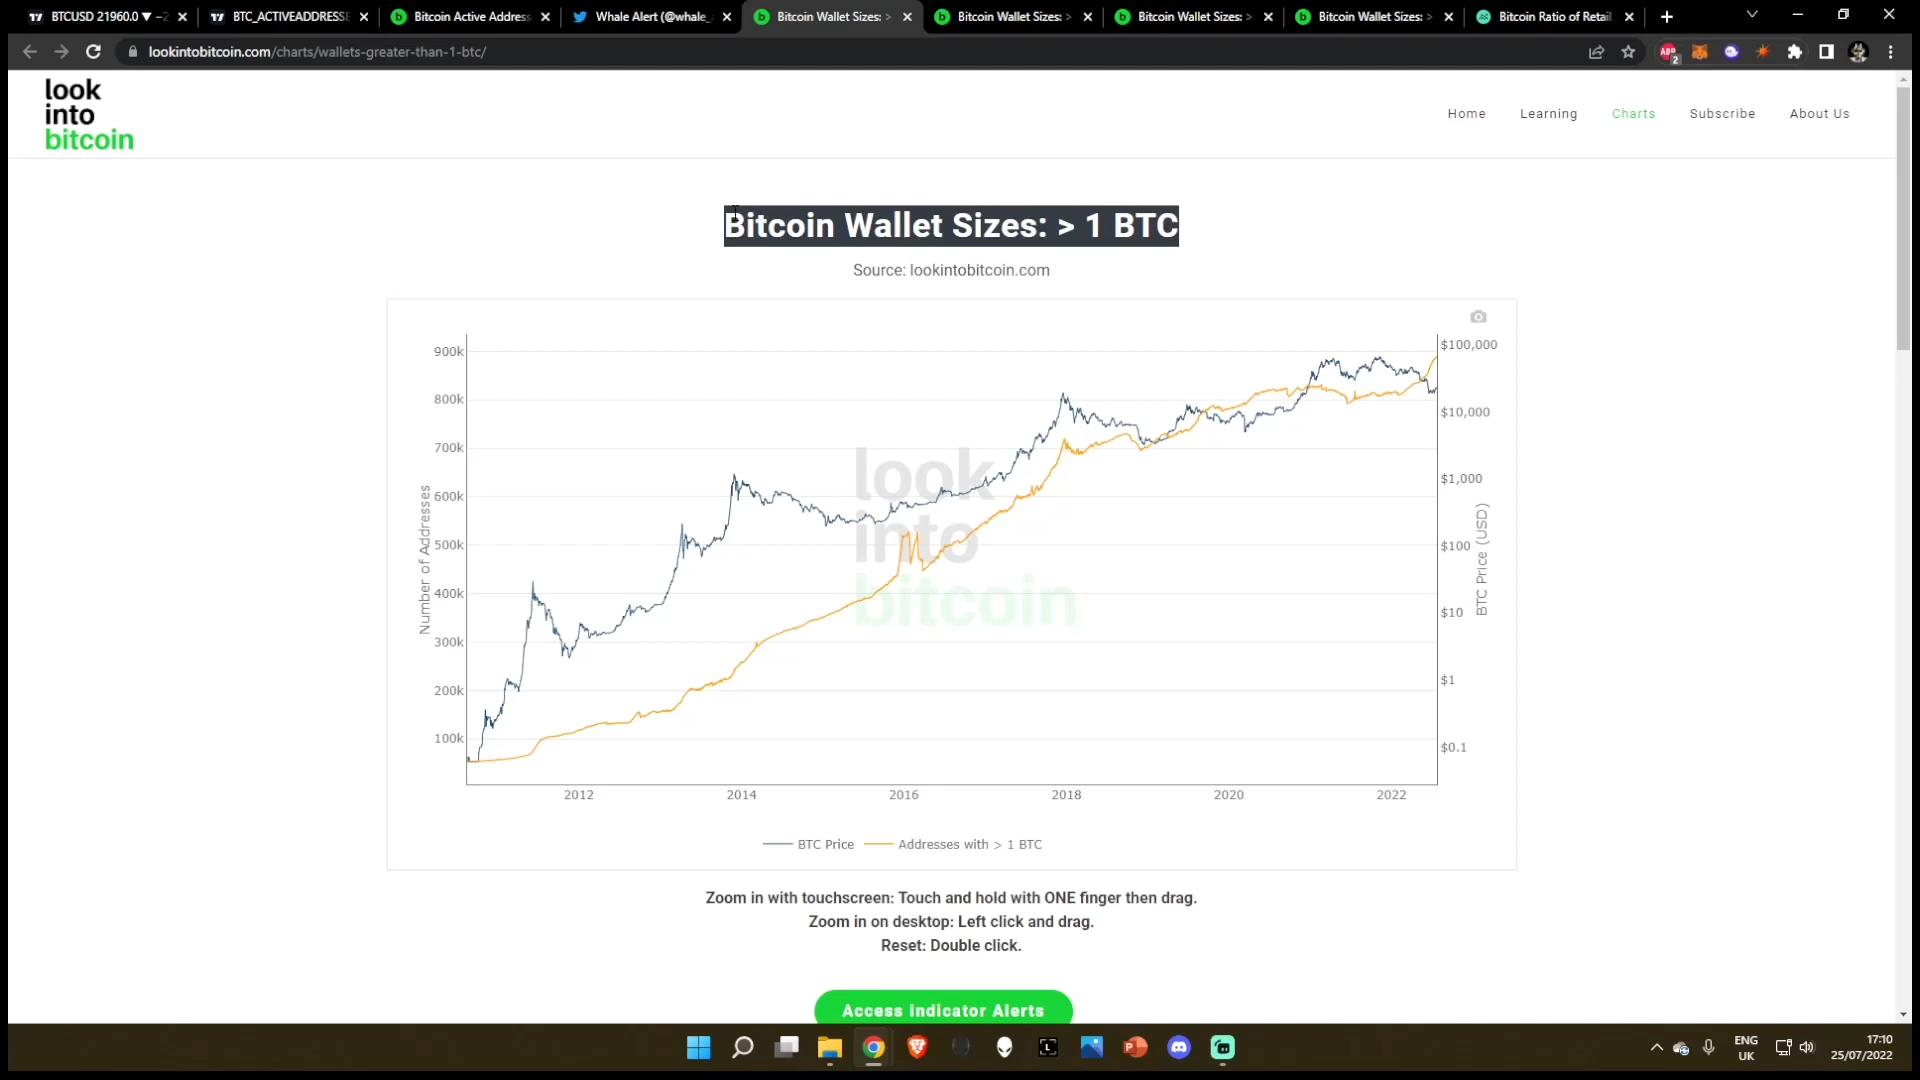 BTCUSD 21960.0 ▼ −2
BTC_ACTIVEADDRESSE
Bitcoin Active Address
Whale Alert (@whale_
Bitcoin Wallet Sizes: >
Bitcoin Wallet Sizes: >
Bitcoin Wallet Sizes: >
Bitcoin Wallet Sizes: >
Bitcoin Ratio of Retail
lookintobitcoin.com/charts/wallets-greater-than-1-btc/
ABP
2
look
into
bitcoin
Home
Learning
Charts
Subscribe
About Us
Bitcoin Wallet Sizes: > 1 BTC
Source: lookintobitcoin.com
900k
800k
700k
600k
500k
400k
300k
200k
100k
Number of Addresses
look
into
bitcoin
$100,000
$10,000
$1,000
$100
$10
$1
$0.1
BTC Price (USD)
2012
2014
2016
2018
2020
2022
BTC Price
Addresses with > 1 BTC
Zoom in with touchscreen: Touch and hold with ONE finger then drag.
Zoom in on desktop: Left click and drag.
Reset: Double click.
Access Indicator Alerts
ENG
UK
17:10
25/07/2022